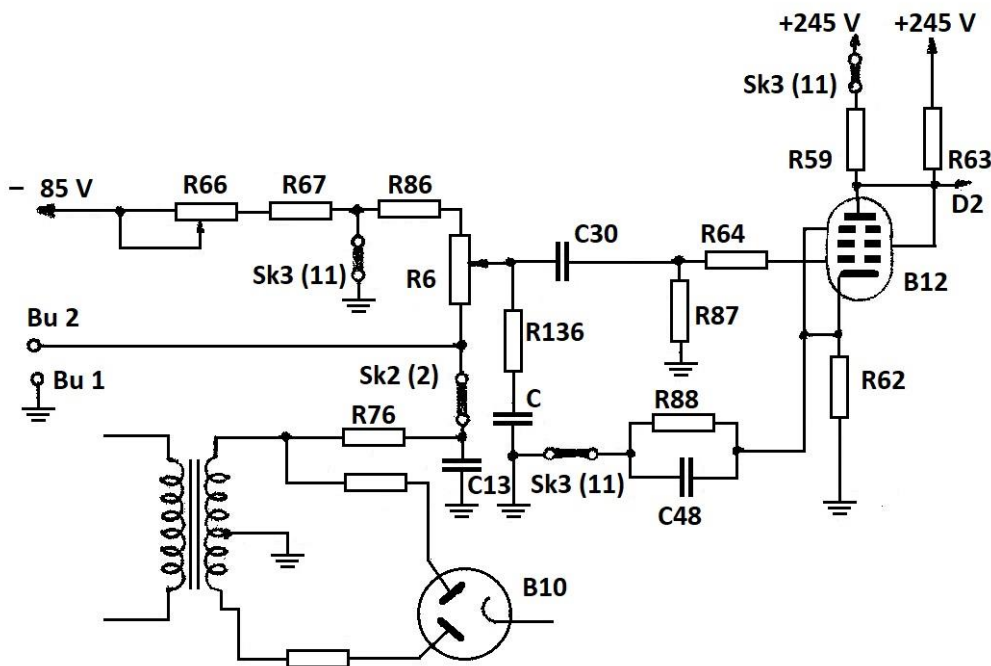 +245 V +245 V
Sk3 (11)
R59 R63
– 85 V R66 R67 R86
D2
C30 R64
Sk3 (11) R6
B12
R87
Bu 2 R136
Bu 1 Sk2 (2) R62
R76 C R88
C13 Sk3 (11)
C48
B10